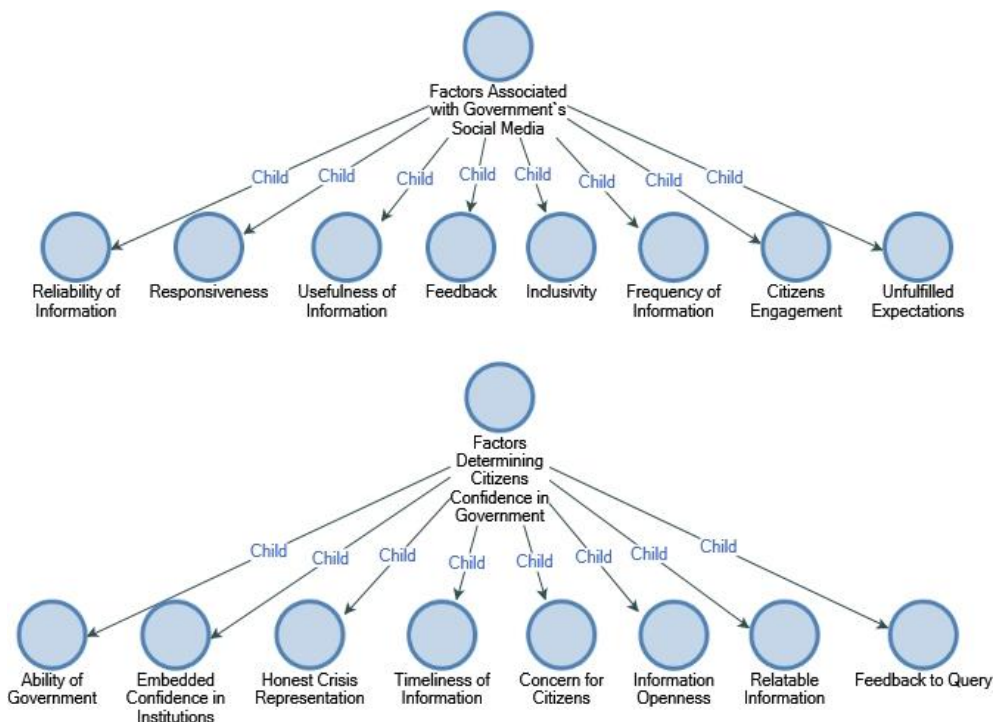 Factors Associated
with Government`s
Social Media
Child Child Child Child Child Child Child Child
Reliability of
Information
Responsiveness
Usefulness of
Information
Feedback
Inclusivity
Frequency of
Information
Citizens
Engagement
Unfulfilled
Expectations
Factors
Determining
Citizens
Confidence in
Government
Child Child Child Child Child Child Child Child
Ability of
Government
Embedded
Confidence in
Institutions
Honest Crisis
Representation
Timeliness of
Information
Concern for
Citizens
Information
Openness
Relatable
Information
Feedback to Query